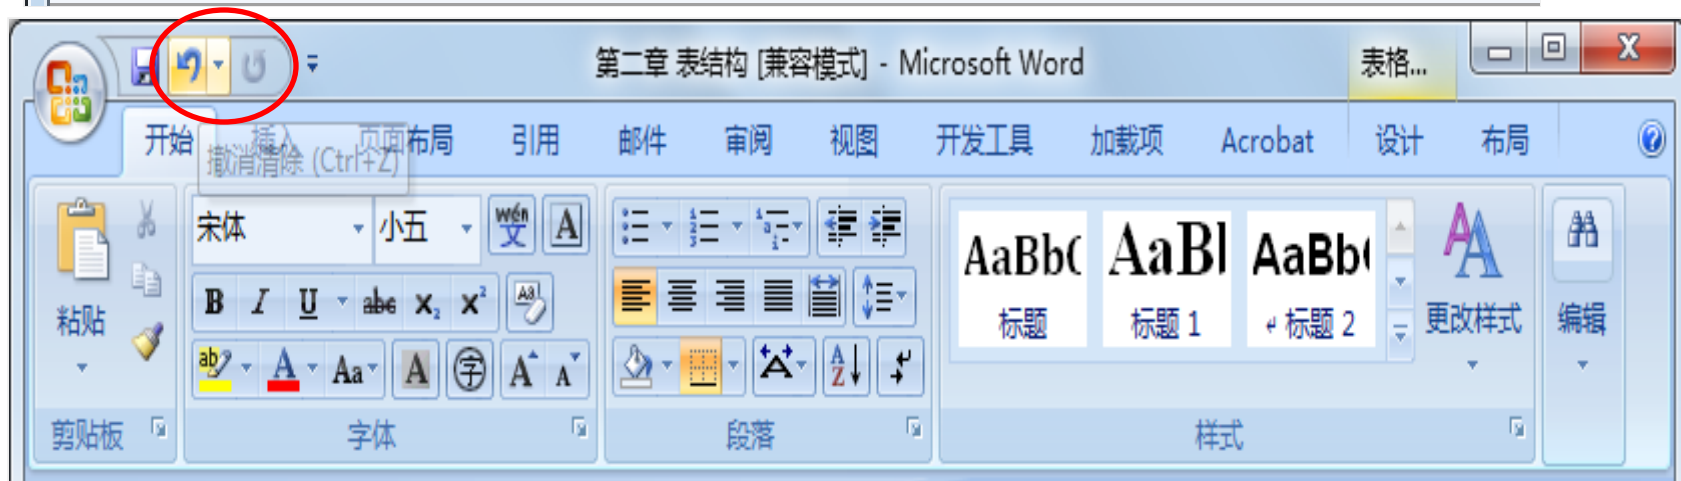 第二章 表结构 [兼容模式] - Microsoft Word
表格...
开始 插入 页面布局 引用 邮件 审阅 视图 开发工具 加载项 Acrobat 设计 布局
撤消清除 (Ctrl+Z)
宋体 小五 wén 文 A
B I U abe X₂ X² Aa
ab A Aa A 字 A A
A Z
粘贴
AaBb( AaBl AaBb(
标题 标题 1 ↵ 标题 2
更改样式
编辑
剪贴板 字体 段落 样式